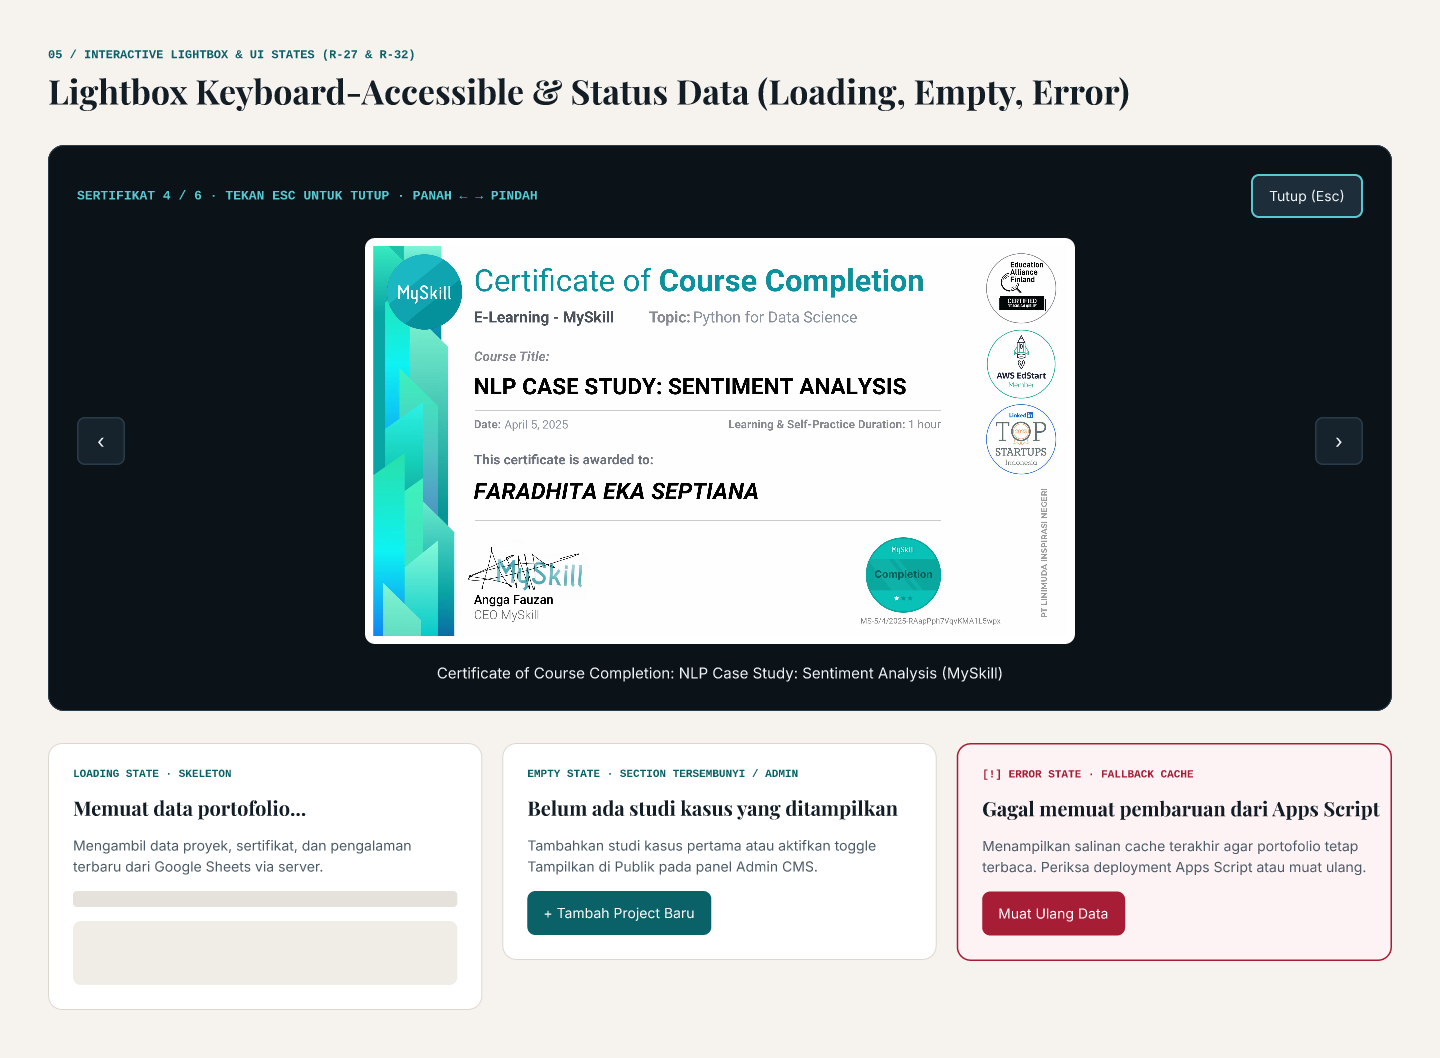 05 / INTERACTIVE LIGHTBOX & UI STATES (R-27 & R-32)
Lightbox Keyboard-Accessible & Status Data (Loading, Empty, Error)
SERTIFIKAT 4 / 6 · TEKAN ESC UNTUK TUTUP · PANAH ← → PINDAH
Tutup (Esc)
MySkill
Certificate of Course Completion
E-Learning - MySkill Topic: Python for Data Science
Course Title:
NLP CASE STUDY: SENTIMENT ANALYSIS
Date: April 5, 2025 Learning & Self-Practice Duration: 1 hour
This certificate is awarded to:
FARADHITA EKA SEPTIANA
MySkill
Angga Fauzan
CEO MySkill
Education
Alliance
Finland
CERTIFIED
AWS EdStart
Member
LinkedIn
TOP
STARTUPS
Indonesia
PT LINIMUDA INSPIRASI NEGERI
MySkill
Completion
‹
›
Certificate of Course Completion: NLP Case Study: Sentiment Analysis (MySkill)
LOADING STATE · SKELETON
Memuat data portofolio...
Mengambil data proyek, sertifikat, dan pengalaman
terbaru dari Google Sheets via server.
EMPTY STATE · SECTION TERSEMBUNYI / ADMIN
Belum ada studi kasus yang ditampilkan
Tambahkan studi kasus pertama atau aktifkan toggle
Tampilkan di Publik pada panel Admin CMS.
+ Tambah Project Baru
[!] ERROR STATE · FALLBACK CACHE
Gagal memuat pembaruan dari Apps Script
Menampilkan salinan cache terakhir agar portofolio tetap
terbaca. Periksa deployment Apps Script atau muat ulang.
Muat Ulang Data